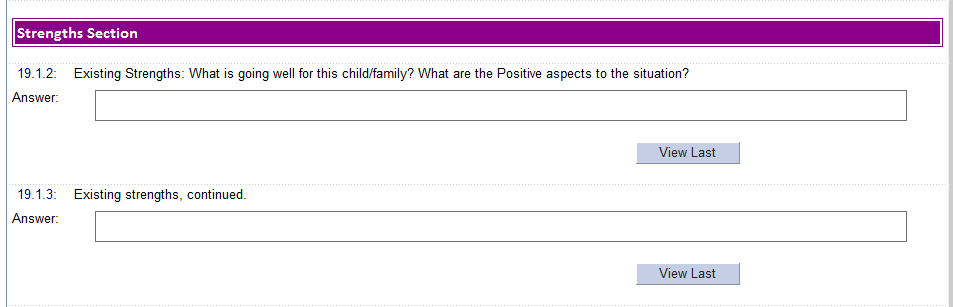 Strengths Section
19.1.2: Existing Strengths: What is going well for this child/family? What are the Positive aspects to the situation?
Answer:
View Last
19.1.3: Existing strengths, continued.
Answer:
View Last